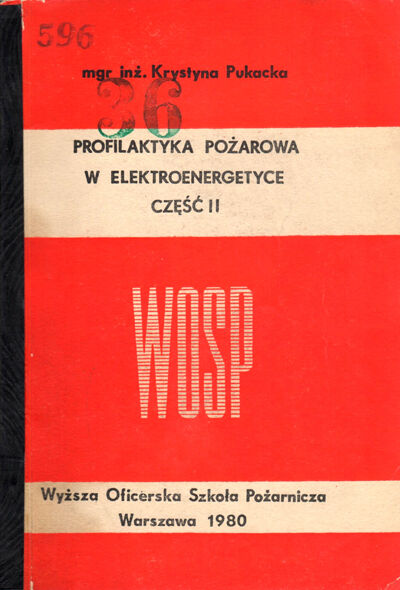 596
mgr inż. Krystyna Pukacka
36
PROFILAKTYKA POŻAROWA
W ELEKTROENERGETYCE
CZĘŚĆ II
WOSP
Wyższa Oficerska Szkoła Pożarnicza
Warszawa 1980